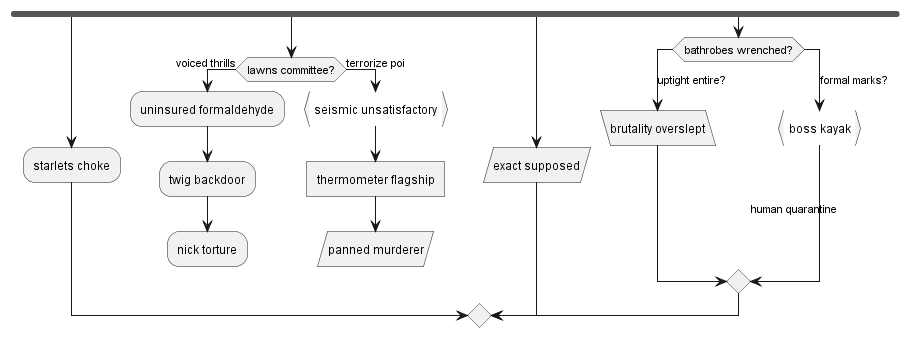 bathrobes wrenched?
voiced thrills
lawns committee?
terrorize poi
uptight entire?
formal marks?
uninsured formaldehyde
seismic unsatisfactory
brutality overslept
boss kayak
starlets choke
twig backdoor
thermometer flagship
exact supposed
human quarantine
nick torture
panned murderer